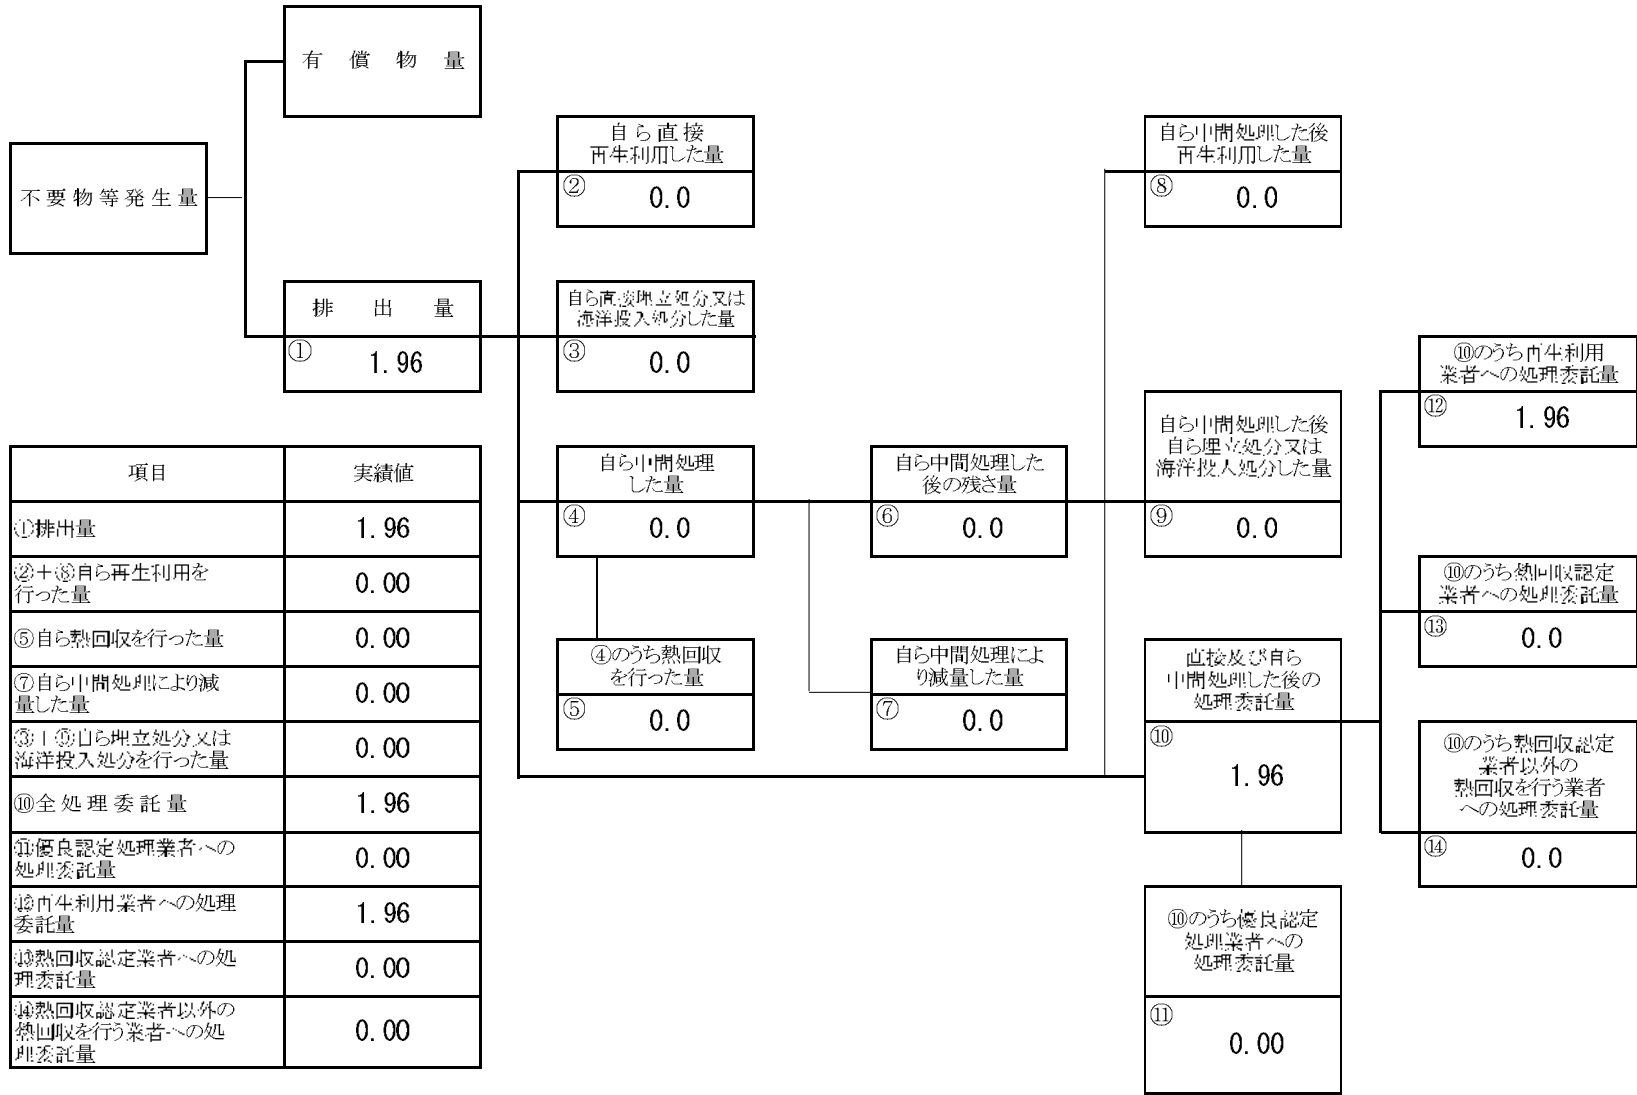 有償物量
不要物等発生量
排出量
① 1.96
自ら直接
再生利用した量
② 0.0
自ら直接埋立処分又は
海洋投入処分した量
③ 0.0
自ら中間処理
した量
④ 0.0
④のうち熱回収
を行った量
⑤ 0.0
自ら中間処理した
後の残さ量
⑥ 0.0
自ら中間処理によ
り減量した量
⑦ 0.0
自ら中間処理した後
再生利用した量
⑧ 0.0
自ら中間処理した後
自ら埋立処分又は
海洋投入処分した量
⑨ 0.0
直接及び自ら
中間処理した後の
処理委託量
⑩
1.96
⑩のうち優良認定
処理業者への
処理委託量
⑪
0.00
⑩のうち再生利用
業者への処理委託量
⑫ 1.96
⑩のうち熱回収認定
業者への処理委託量
⑬ 0.0
⑩のうち熱回収認定
業者以外の
熱回収を行う業者
への処理委託量
⑭ 0.0
項目 実績値
①排出量 1.96
②+⑧自ら再生利用を
行った量 0.00
⑤自ら熱回収を行った量 0.00
⑦自ら中間処理により減
量した量 0.00
③+⑨自ら埋立処分又は
海洋投入処分を行った量 0.00
⑩全処理委託量 1.96
⑪優良認定処理業者への
処理委託量 0.00
⑫再生利用業者への処理
委託量 1.96
⑬熱回収認定業者への処
理委託量 0.00
⑭熱回収認定業者以外の
熱回収を行う業者への処
理委託量 0.00